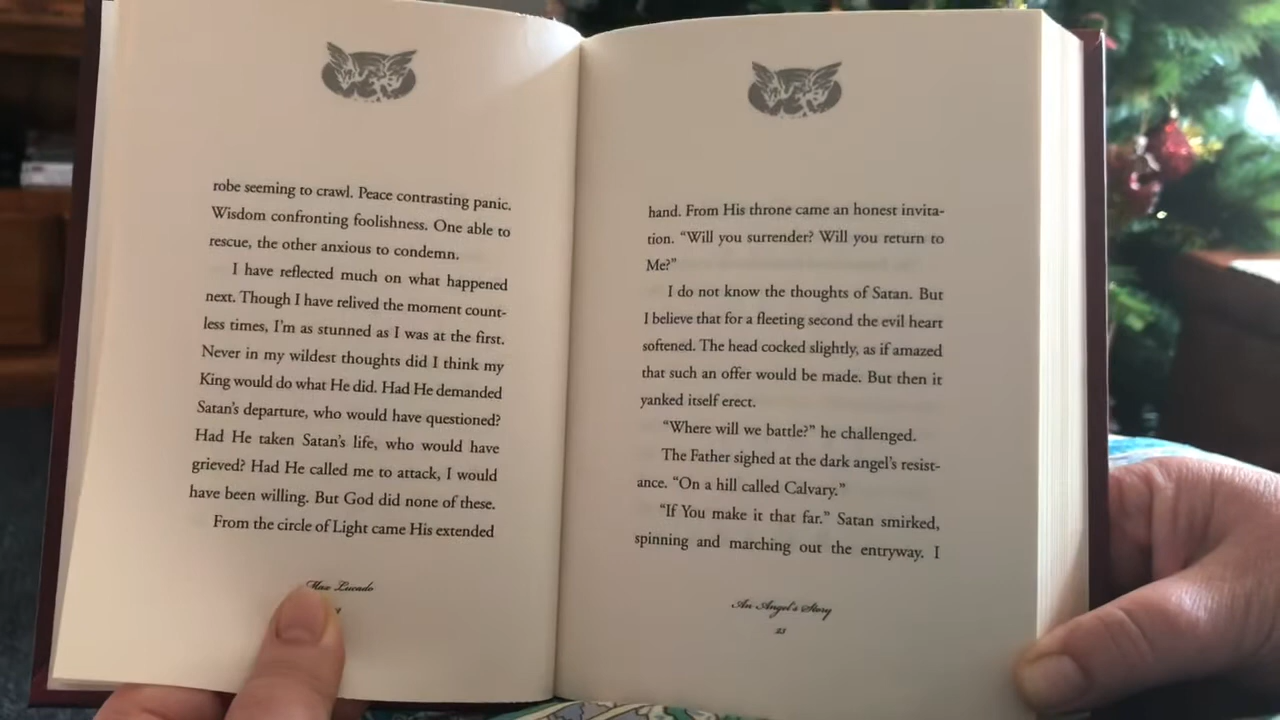 robe seeming to crawl. Peace contrasting panic.
Wisdom confronting foolishness. One able to
rescue, the other anxious to condemn.
I have reflected much on what happened
next. Though I have relived the moment count-
less times, I'm as stunned as I was at the first.
Never in my wildest thoughts did I think my
King would do what He did. Had He demanded
Satan's departure, who would have questioned?
Had He taken Satan's life, who would have
grieved? Had He called me to attack, I would
have been willing. But God did none of these.
From the circle of Light came His extended
Max Lucado
hand. From His throne came an honest invita-
tion. “Will you surrender? Will you return to
Me?”
I do not know the thoughts of Satan. But
I believe that for a fleeting second the evil heart
softened. The head cocked slightly, as if amazed
that such an offer would be made. But then it
yanked itself erect.
“Where will we battle?” he challenged.
The Father sighed at the dark angel's resist-
ance. “On a hill called Calvary.”
“If You make it that far.” Satan smirked,
spinning and marching out the entryway. I
An Angel's Story